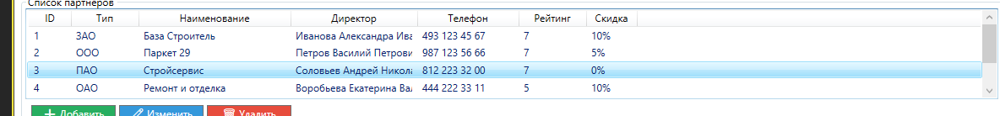 Список партнеров
ID Тип Наименование Директор Телефон Рейтинг Скидка
1 ЗАО База Строитель Иванова Александра Ива 493 123 45 67 7 10%
2 ООО Паркет 29 Петров Василий Петрови 987 123 56 66 7 5%
3 ПАО Стройсервис Соловьев Андрей Никола 812 223 32 00 7 0%
4 ОАО Ремонт и отделка Воробьева Екатерина Вал 444 222 33 11 5 10%
Добавить Изменить Удалить